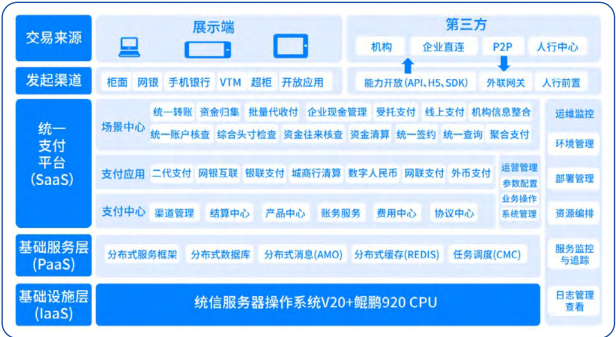 交易来源
展示端
第三方
机构
企业直连
P2P
人行中心
发起渠道
柜面
网银
手机银行
VTM
超柜
开放应用
能力开放(API、H5、SDK)
外联网关
人行前置
统一
支付
平台
(SaaS)
场景中心
统一转账
资金归集
批量代收付
企业现金管理
受托支付
线上支付
机构信息整合
统一账户核查
综合头寸检查
资金往来核查
资金清算
统一签约
统一查询
聚合支付
支付应用
二代支付
网银互联
银联支付
城商行清算
数字人民币
网联支付
外币支付
支付中心
渠道管理
结算中心
产品中心
账务服务
费用中心
协议中心
运营管理
参数配置
业务操作
系统管理
运维监控
环境管理
部署管理
资源编排
服务监控
与追踪
日志管理
查看
基础服务层
(PaaS)
分布式服务框架
分布式数据库
分布式消息(AMO)
分布式缓存(REDIS)
任务调度(CMC)
基础设施层
(IaaS)
统信服务器操作系统V20+鲲鹏920 CPU